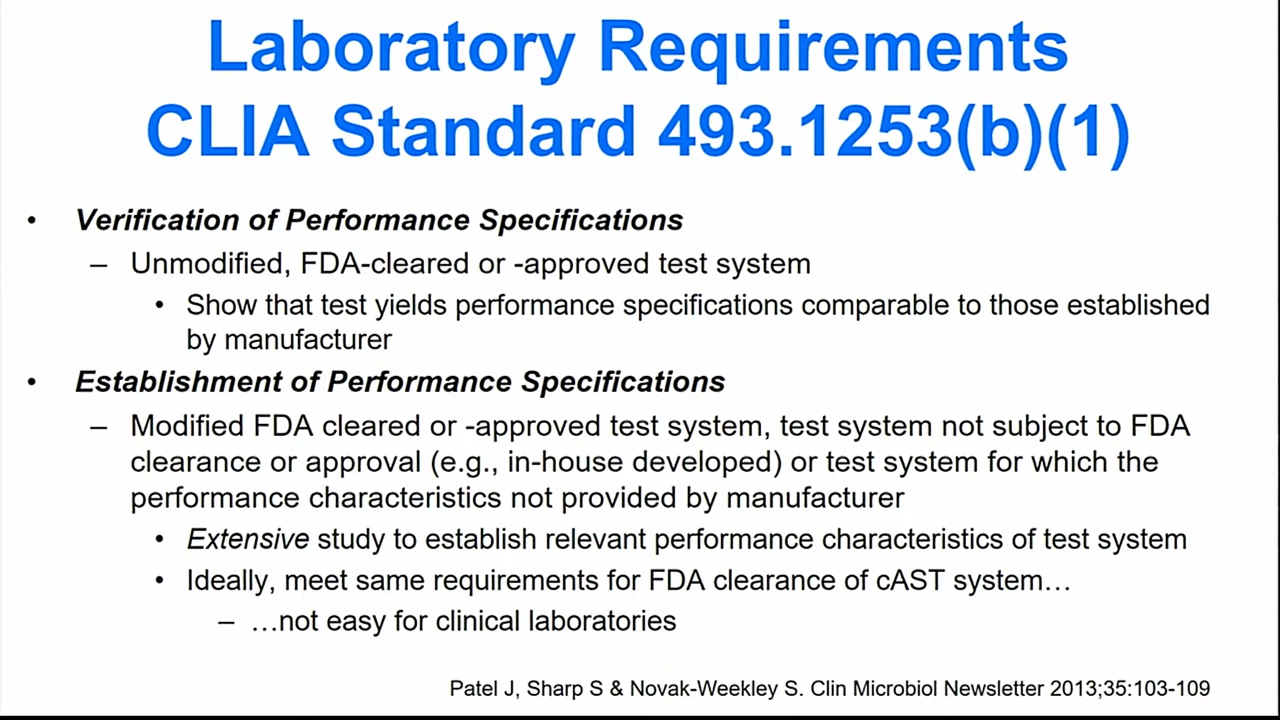 Laboratory Requirements
CLIA Standard 493.1253(b)(1)
• Verification of Performance Specifications
– Unmodified, FDA-cleared or -approved test system
• Show that test yields performance specifications comparable to those established
by manufacturer
• Establishment of Performance Specifications
– Modified FDA cleared or -approved test system, test system not subject to FDA
clearance or approval (e.g., in-house developed) or test system for which the
performance characteristics not provided by manufacturer
• Extensive study to establish relevant performance characteristics of test system
• Ideally, meet same requirements for FDA clearance of cAST system…
– …not easy for clinical laboratories
Patel J, Sharp S & Novak-Weekley S. Clin Microbiol Newsletter 2013;35:103-109